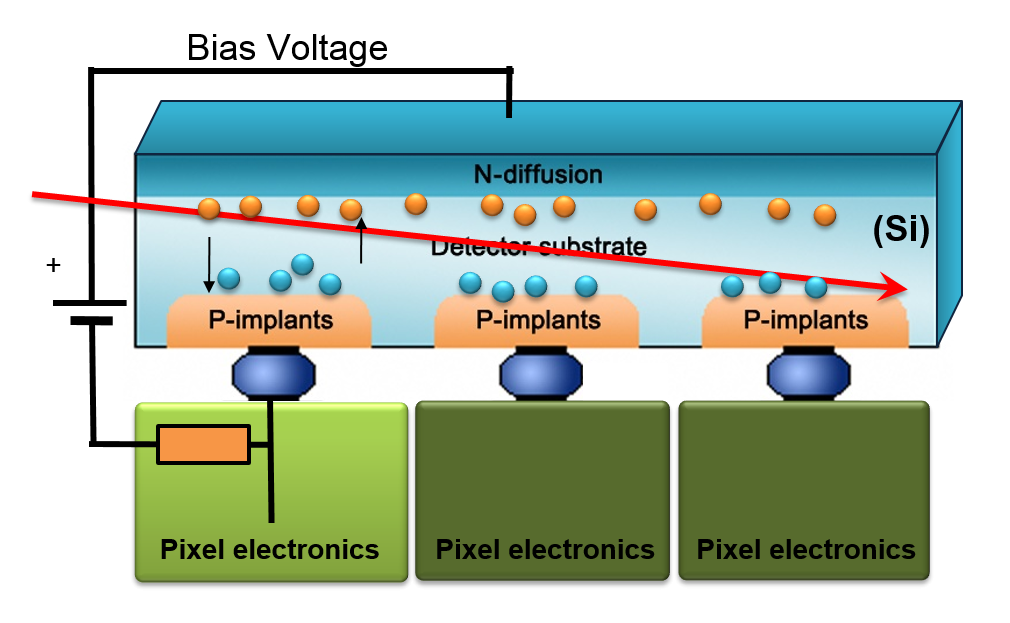 Bias Voltage
N-diffusion
(Si)
Detector substrate
+
P-implants P-implants P-implants
Pixel electronics Pixel electronics Pixel electronics